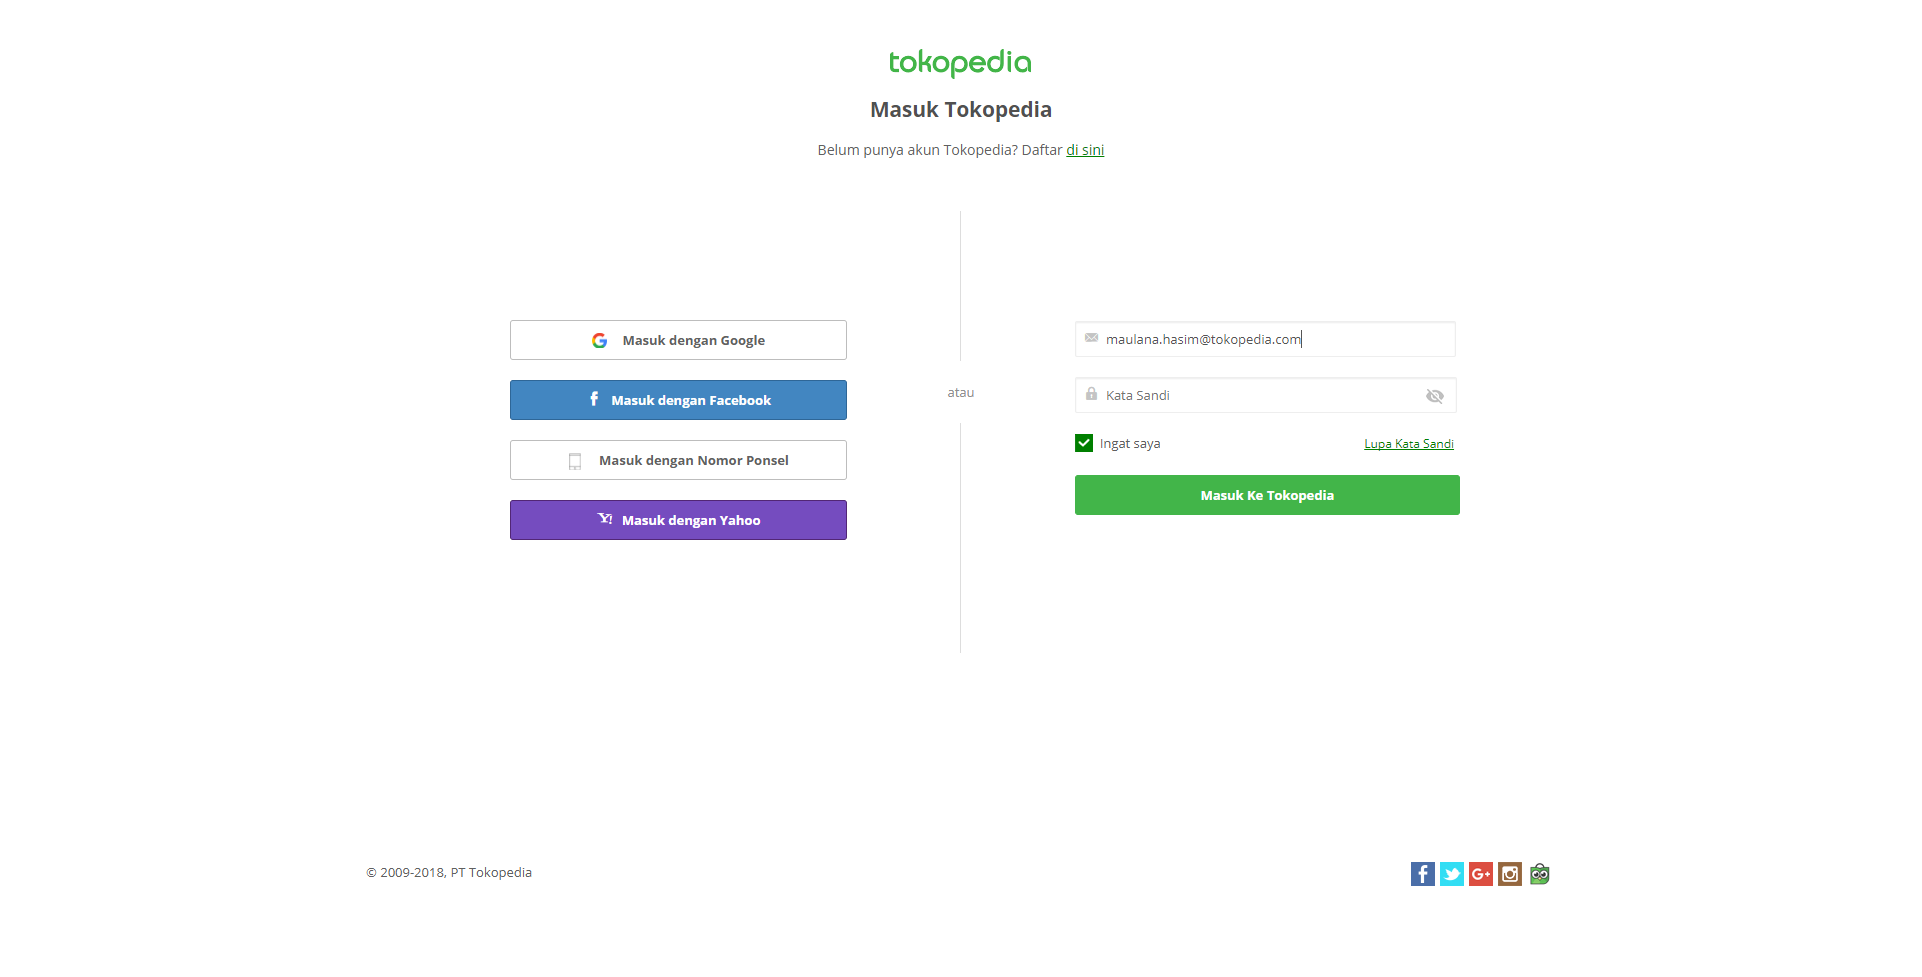 tokopedia
Masuk Tokopedia
Belum punya akun Tokopedia? Daftar di sini
Masuk dengan Google
Masuk dengan Facebook
Masuk dengan Nomor Ponsel
Masuk dengan Yahoo
atau
maulana.hasim@tokopedia.com
Kata Sandi
Ingat saya
Lupa Kata Sandi
Masuk Ke Tokopedia
© 2009-2018, PT Tokopedia